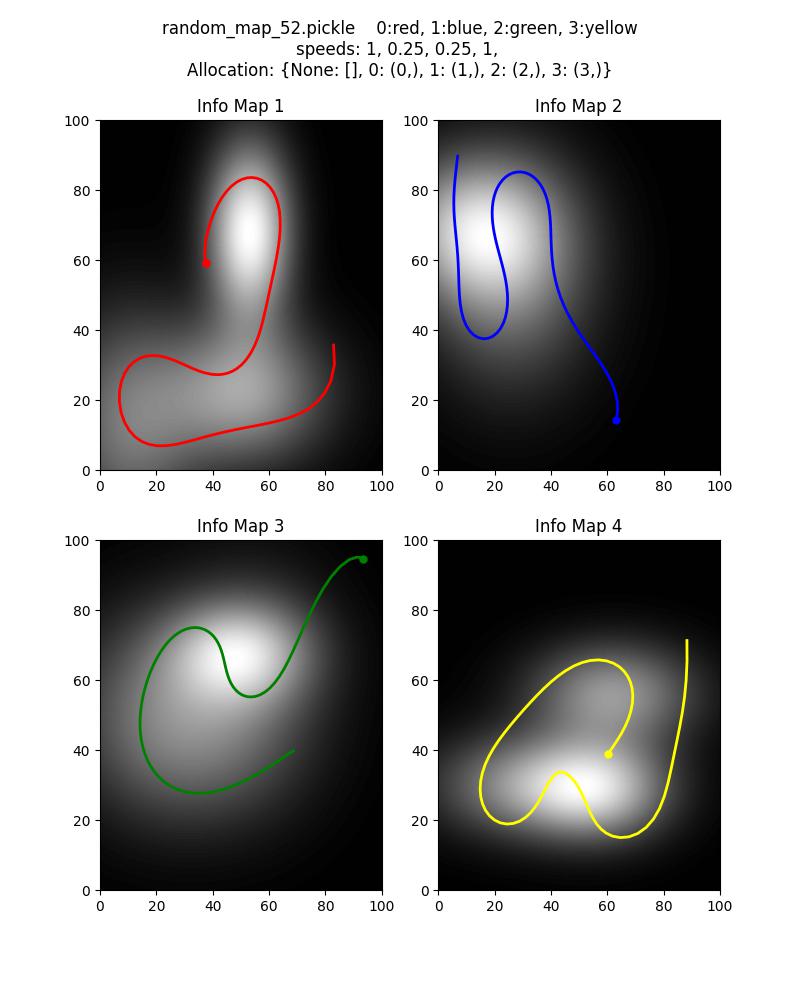 random_map_52.pickle    0:red, 1:blue, 2:green, 3:yellow
speeds: 1, 0.25, 0.25, 1,
Allocation: {None: [], 0: (0,), 1: (1,), 2: (2,), 3: (3,)}
Info Map 1
100
80
60
40
20
0
0 20 40 60 80 100
Info Map 2
100
80
60
40
20
0
0 20 40 60 80 100
Info Map 3
100
80
60
40
20
0
0 20 40 60 80 100
Info Map 4
100
80
60
40
20
0
0 20 40 60 80 100